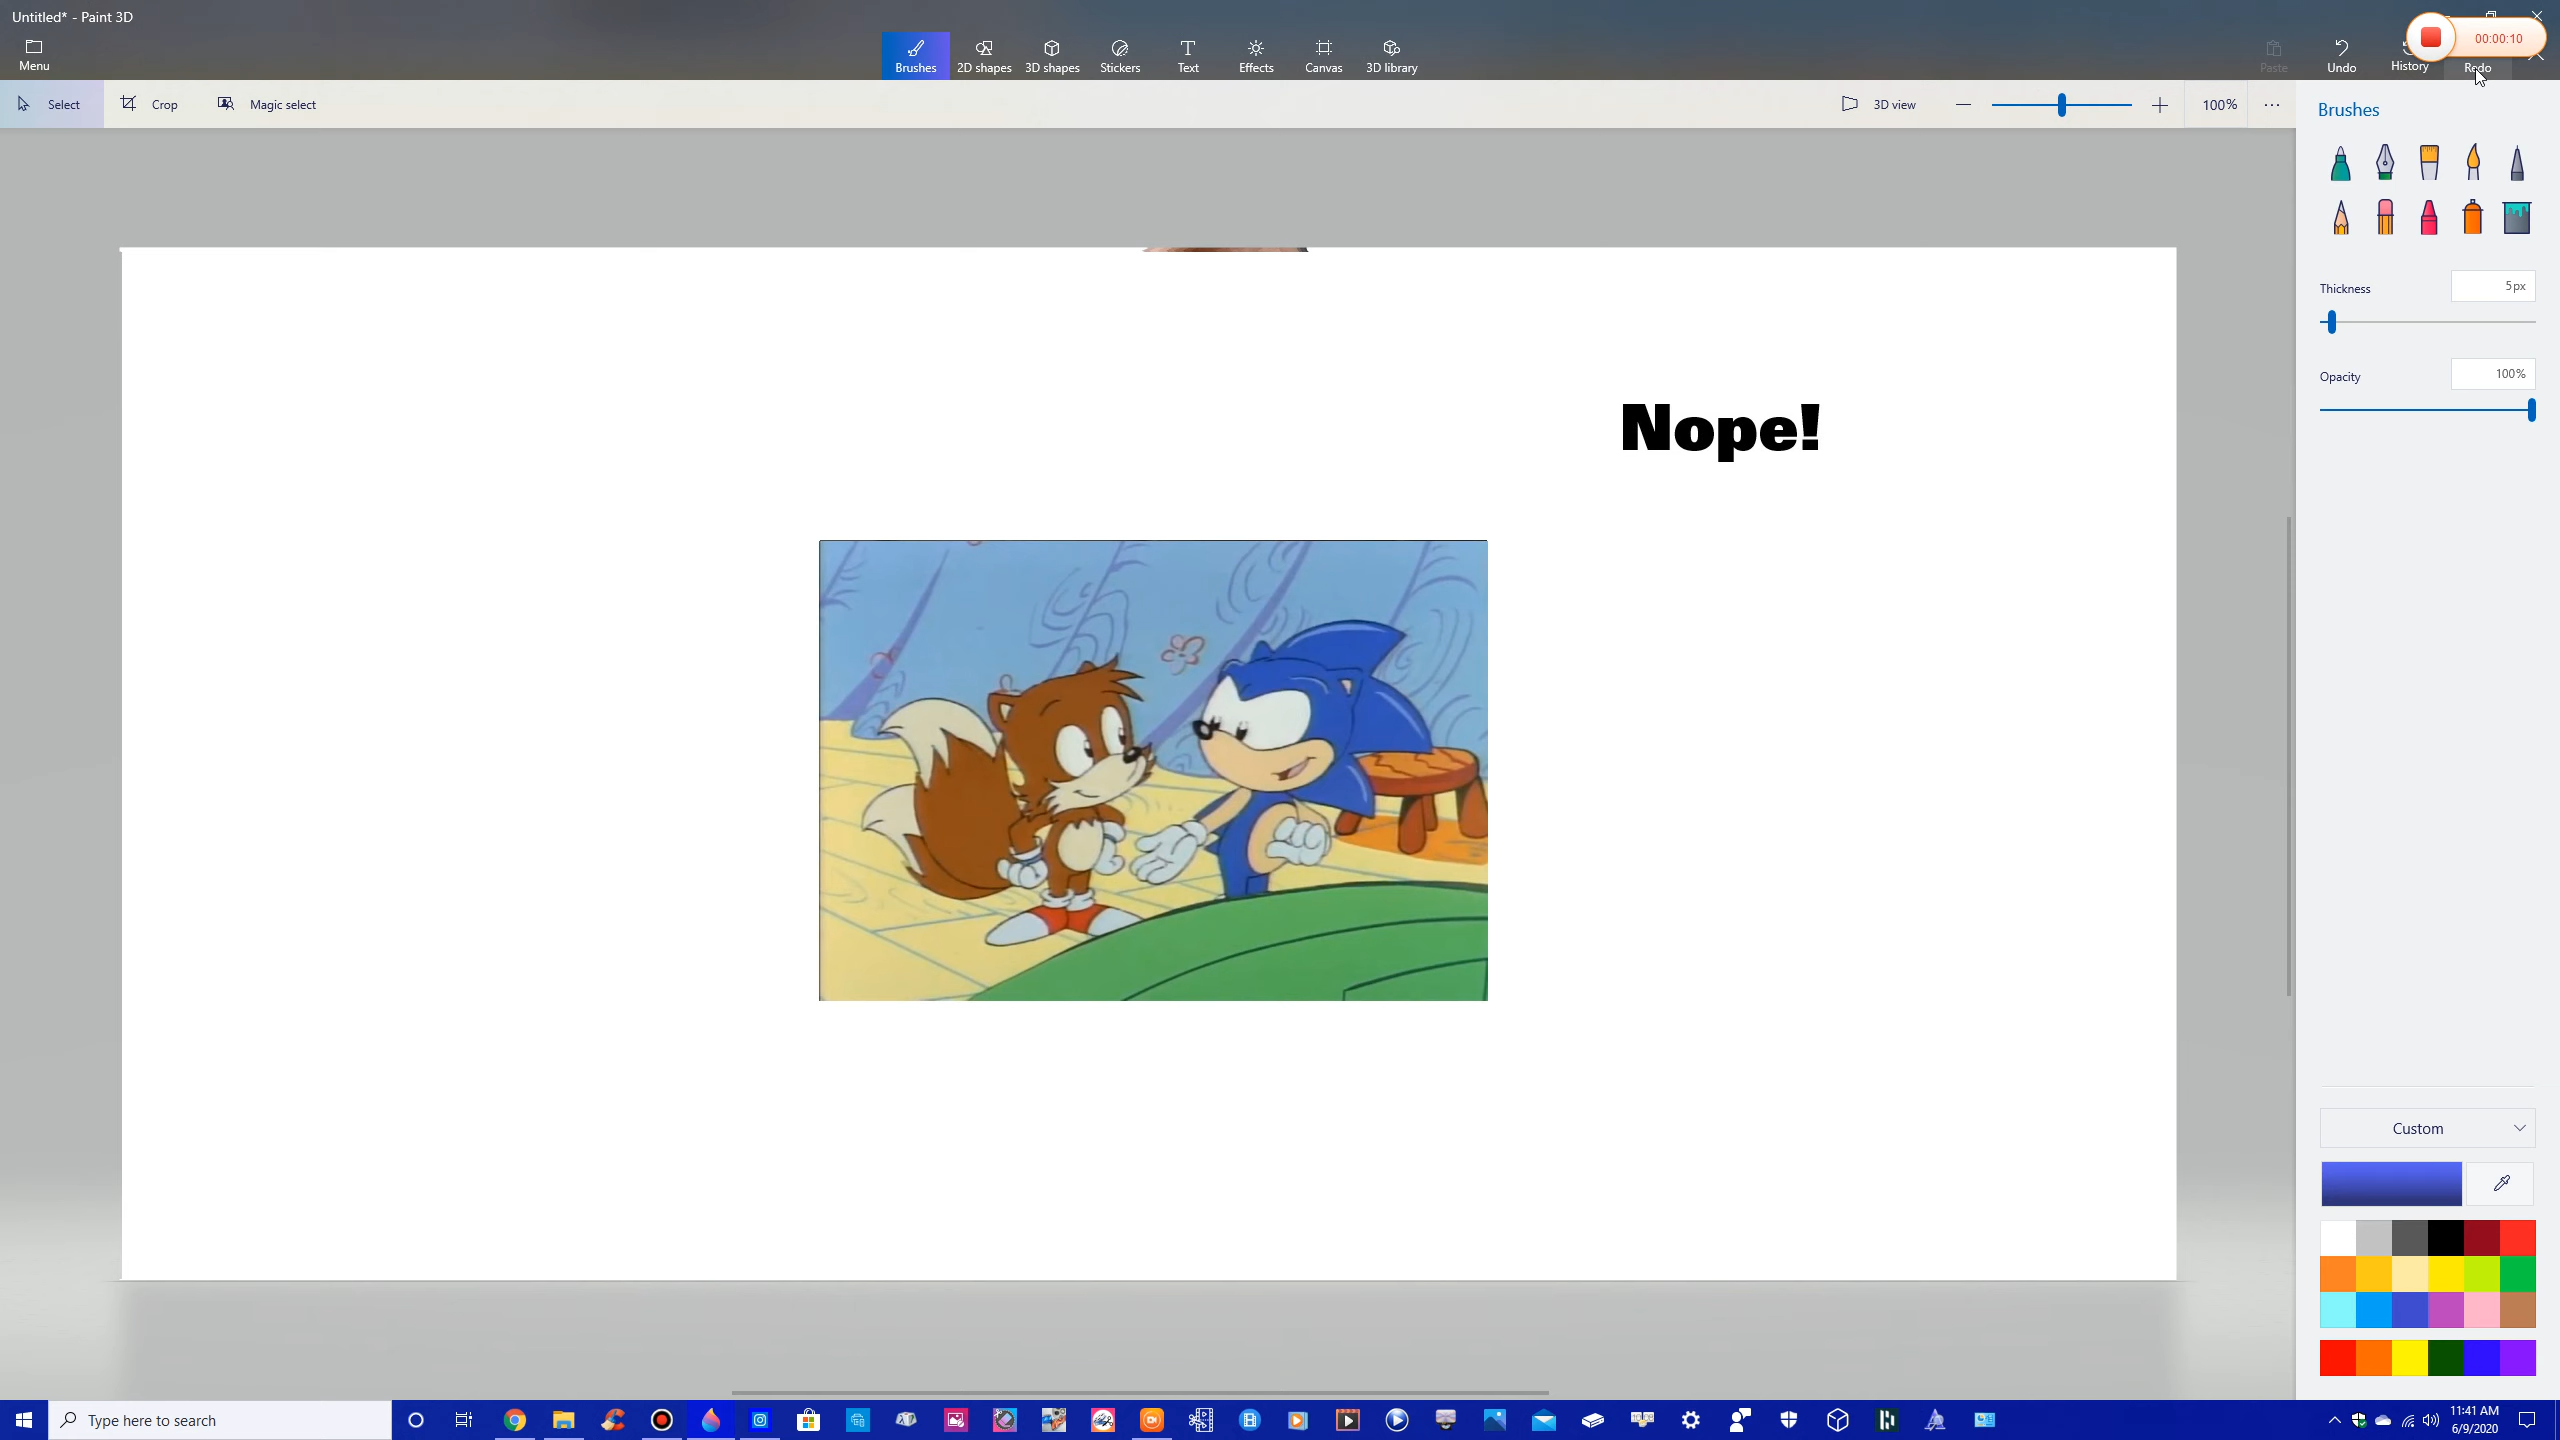 Untitled* - Paint 3D
Menu
Brushes
2D shapes
3D shapes
Stickers
Text
Effects
Canvas
3D library
Paste
Undo
History
Redo
00:00:10
Select
Crop
Magic select
3D view
100%
Brushes
Thickness
5px
Opacity
100%
Nope!
Custom
Type here to search
11:41 AM
6/9/2020